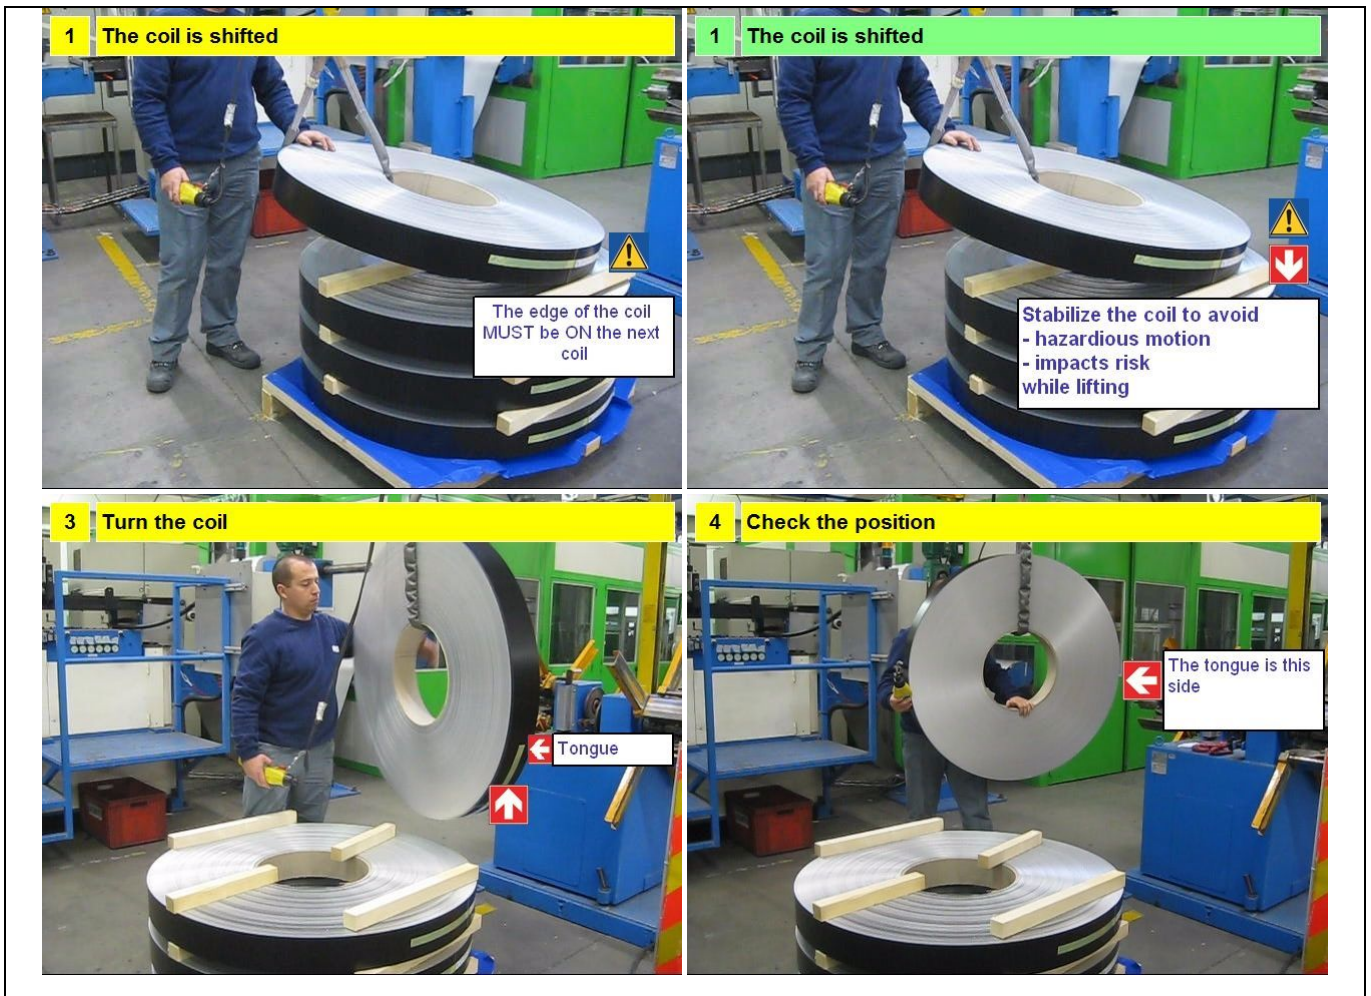 1 The coil is shifted
The edge of the coil
MUST be ON the next
coil
1 The coil is shifted
Stabilize the coil to avoid
- hazardious motion
- impacts risk
while lifting
3 Turn the coil
Tongue
4 Check the position
The tongue is this
side